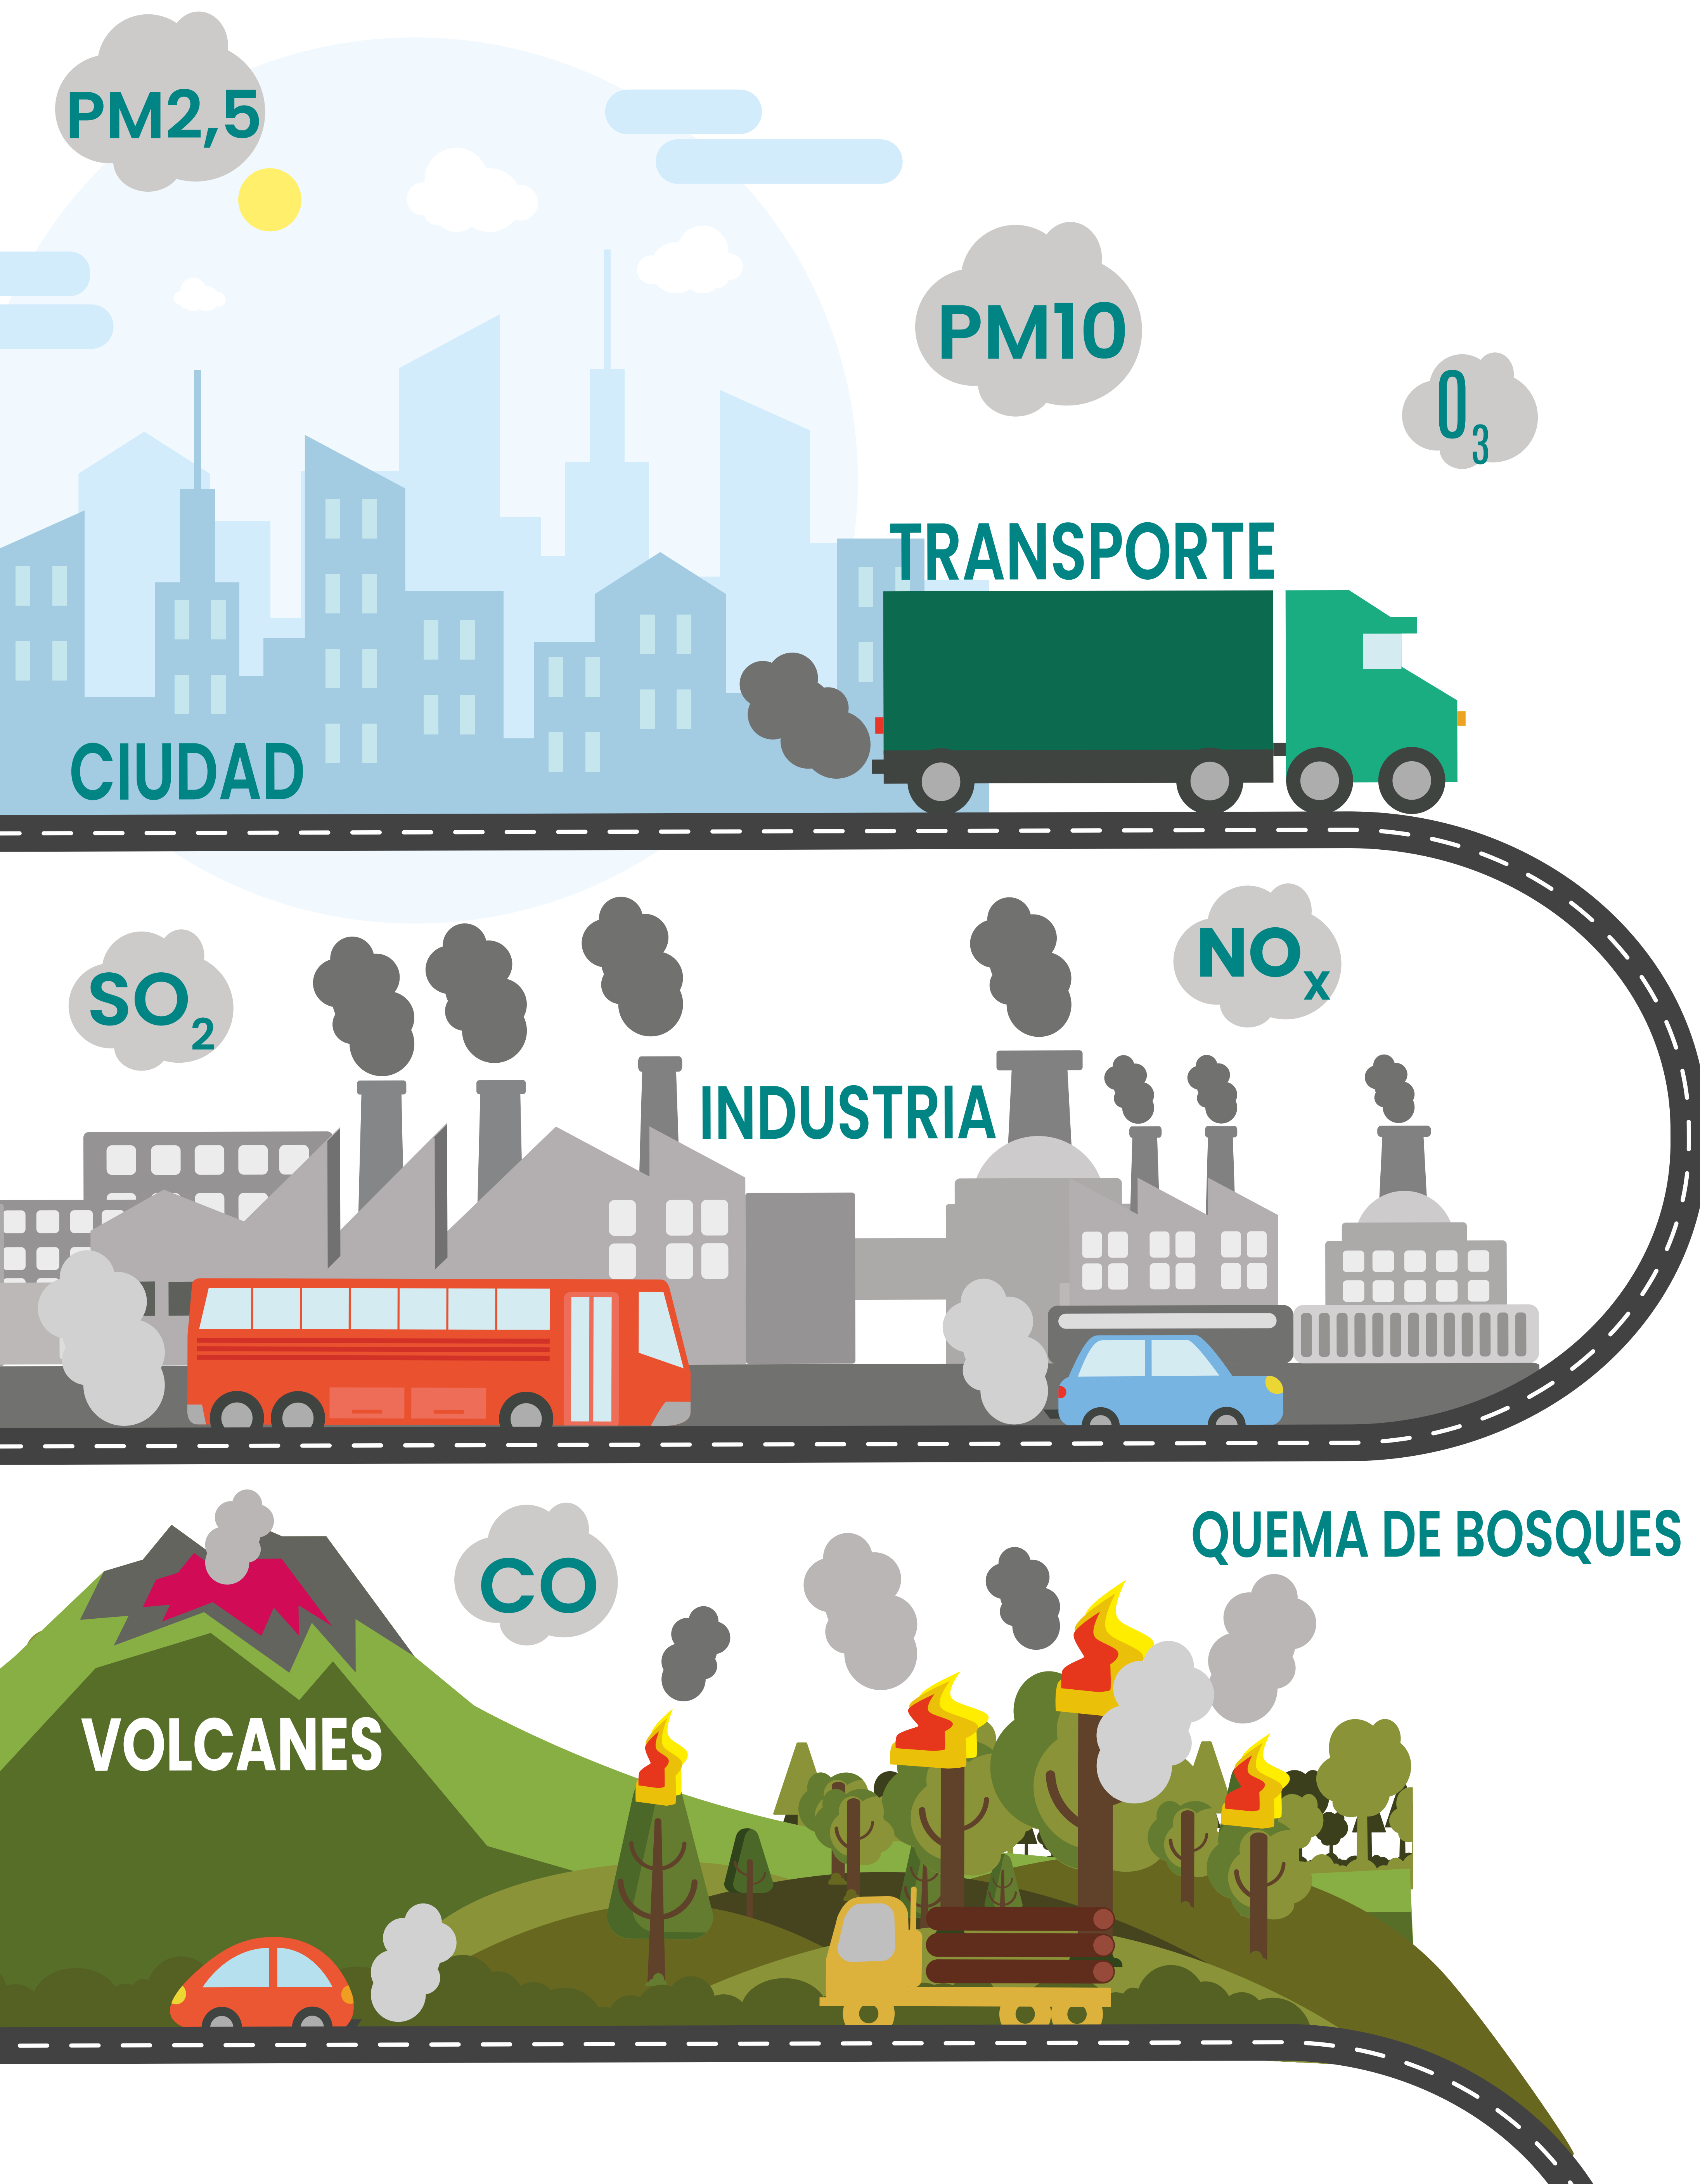 PM2,5
PM10
O3
TRANSPORTE
CIUDAD
SO2
NOx
INDUSTRIA
QUEMA DE BOSQUES
CO
VOLCANES